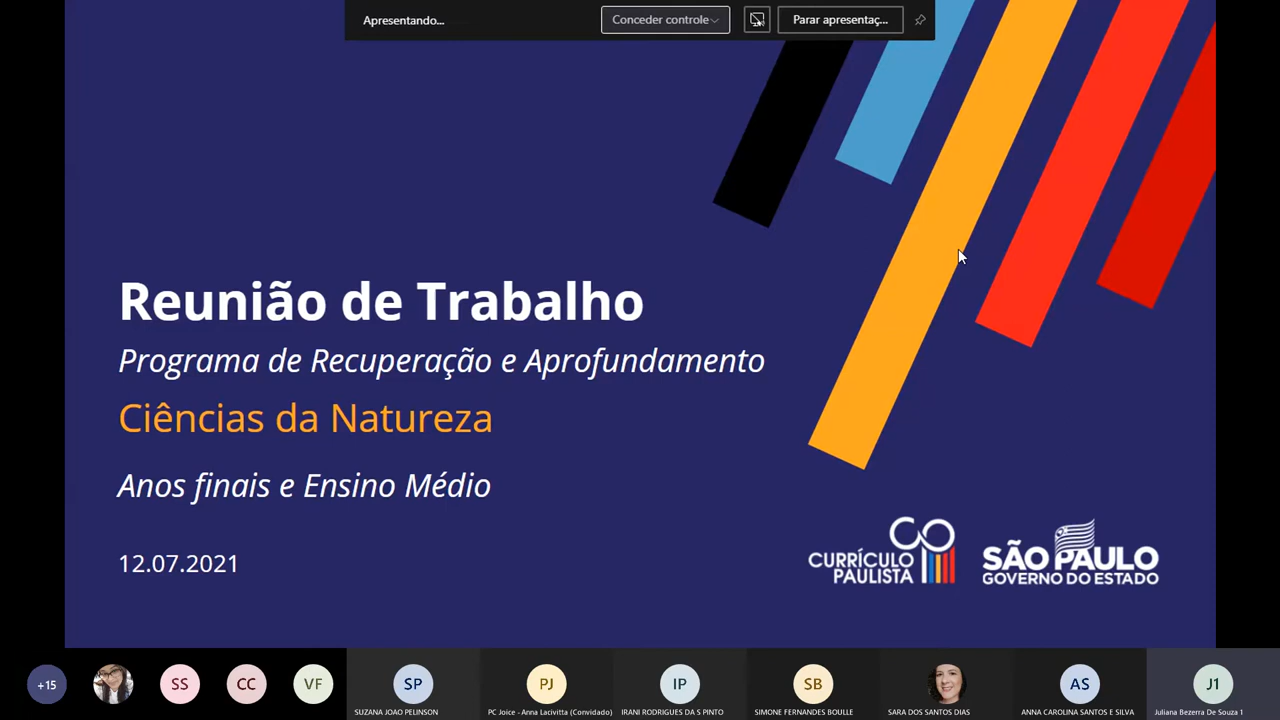 Apresentando...
Conceder controle
Parar apresentaç...
Reunião de Trabalho
Programa de Recuperação e Aprofundamento
Ciências da Natureza
Anos finais e Ensino Médio
12.07.2021
CURRÍCULO
PAULISTA
SÃO PAULO
GOVERNO DO ESTADO
+15
SS
CC
VF
SP
PJ
IP
SB
AS
J1
SUZANA JOAO PELINSON
PC Joice - Anna Lacivitta (Convidado)
IRANI RODRIGUES DA S PINTO
SIMONE FERNANDES BOULLE
SARA DOS SANTOS DIAS
ANNA CAROLINA SANTOS E SILVA
Juliana Bezerra De Souza 1